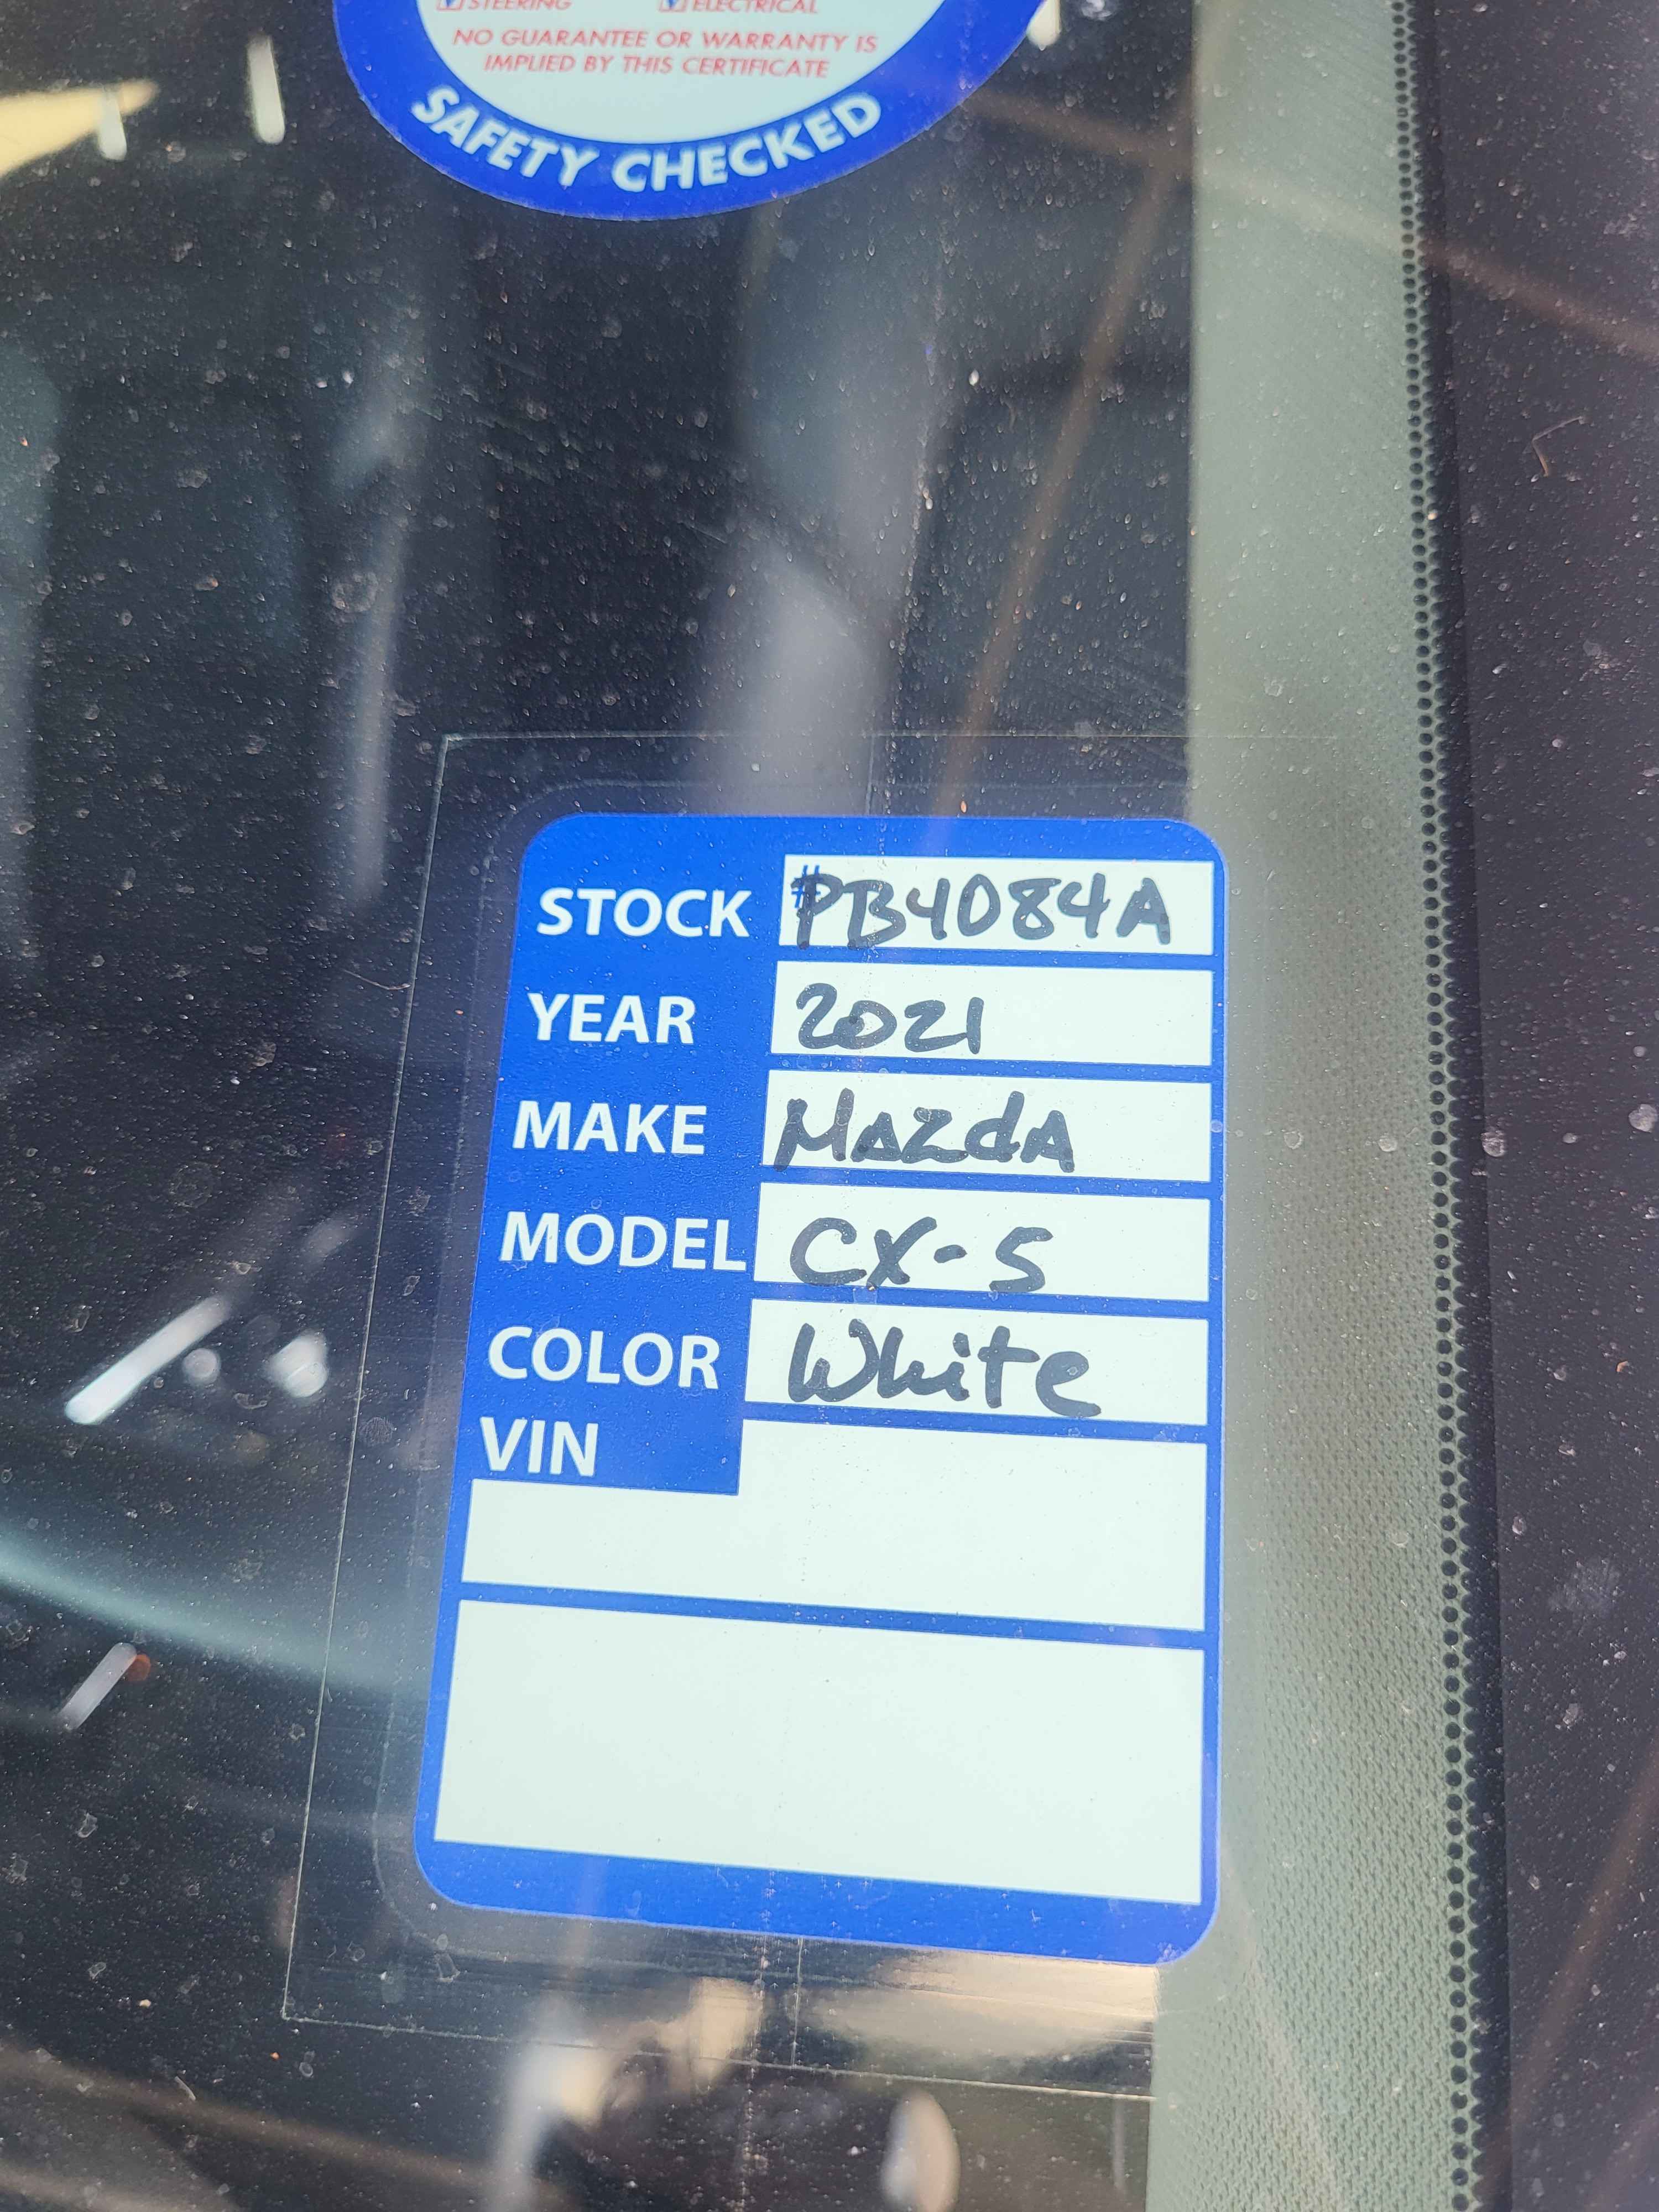 STEERING ELECTRICAL
NO GUARANTEE OR WARRANTY IS
IMPLIED BY THIS CERTIFICATE
SAFETY CHECKED
STOCK #PB4084A
YEAR 2021
MAKE MAZdA
MODEL CX-5
COLOR White
VIN